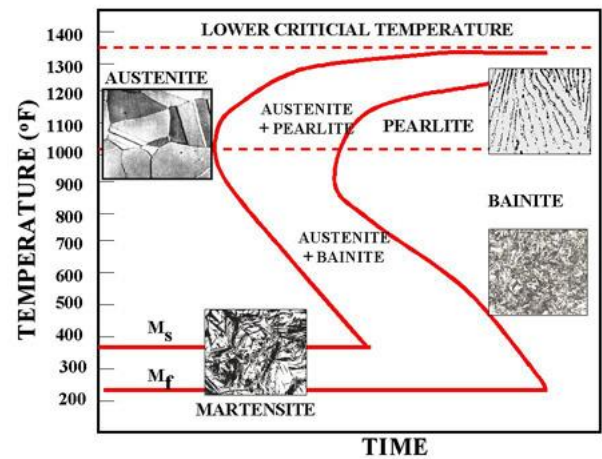 LOWER CRITICIAL TEMPERATURE
AUSTENITE
AUSTENITE
+ PEARLITE
PEARLITE
BAINITE
AUSTENITE
+ BAINITE
Ms
Mf
MARTENSITE
TEMPERATURE (°F)
1400
1300
1200
1100
1000
900
800
700
600
500
400
300
200
TIME